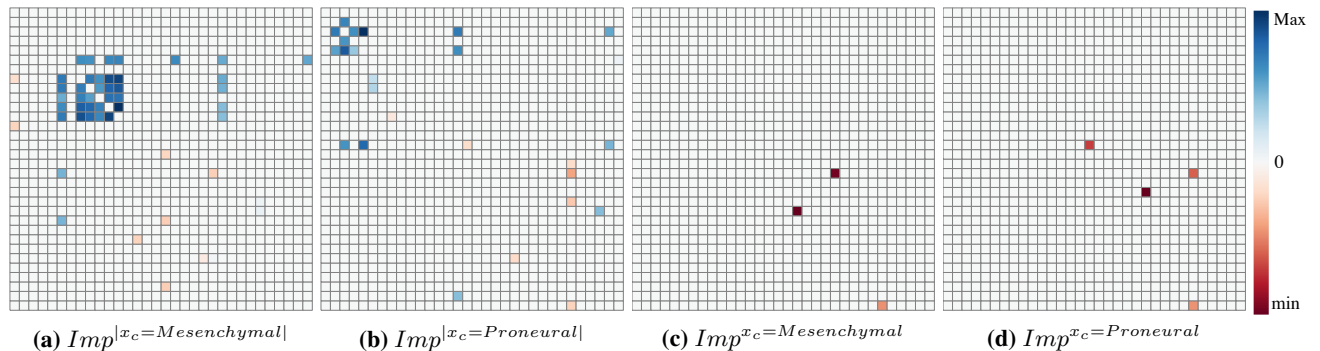 Max
0
min
(a) Imp^{|x_c=Mesenchymal|}
(b) Imp^{|x_c=Proneural|}
(c) Imp^{x_c=Mesenchymal}
(d) Imp^{x_c=Proneural}